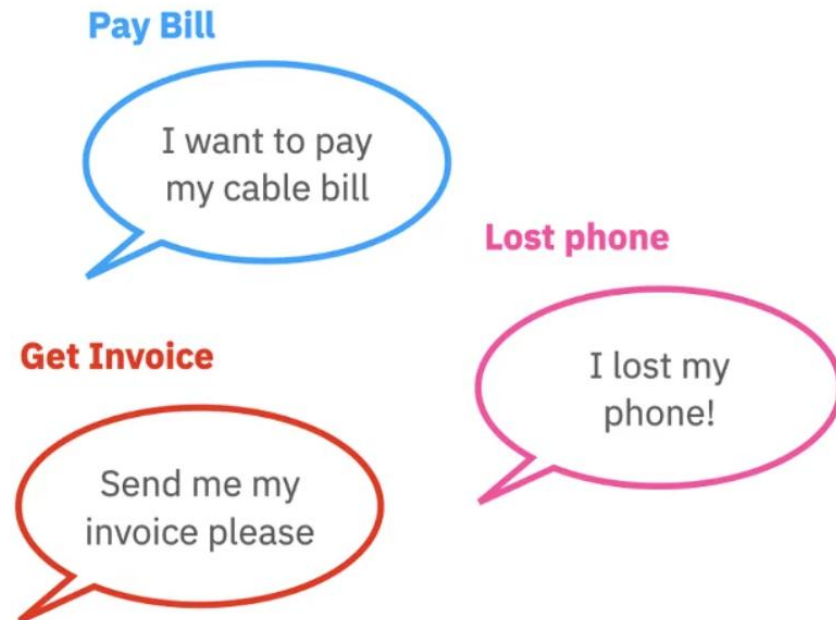 Pay Bill
I want to pay
my cable bill
Lost phone
I lost my
phone!
Get Invoice
Send me my
invoice please